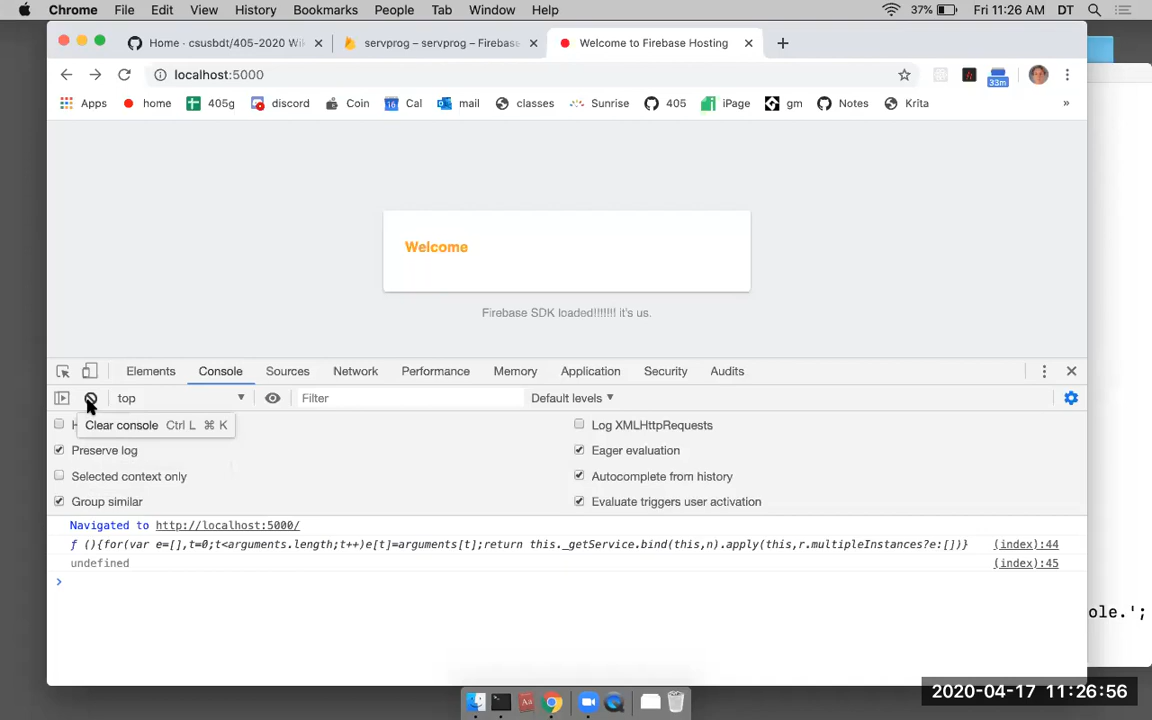 Chrome File Edit View History Bookmarks People Tab Window Help 37% Fri 11:26 AM DT
Home · csusbdt/405-2020 Wik servprog – servprog – Firebase Welcome to Firebase Hosting
localhost:5000
Apps home 405g discord Coin Cal mail classes Sunrise 405 iPage gm Notes Krita »
33m
Welcome
Firebase SDK loaded!!!!!!! it's us.
Elements Console Sources Network Performance Memory Application Security Audits
top Filter Default levels
Clear console Ctrl L ⌘ K Log XMLHttpRequests
Preserve log Eager evaluation
Selected context only Autocomplete from history
Group similar Evaluate triggers user activation
Navigated to http://localhost:5000/
ƒ (){for(var e=[],t=0;t<arguments.length;t++)e[t]=arguments[t];return this._getService.bind(this,n).apply(this,r.multipleInstances?e:[])} (index):44
undefined (index):45
>
ole.';
2020-04-17 11:26:56